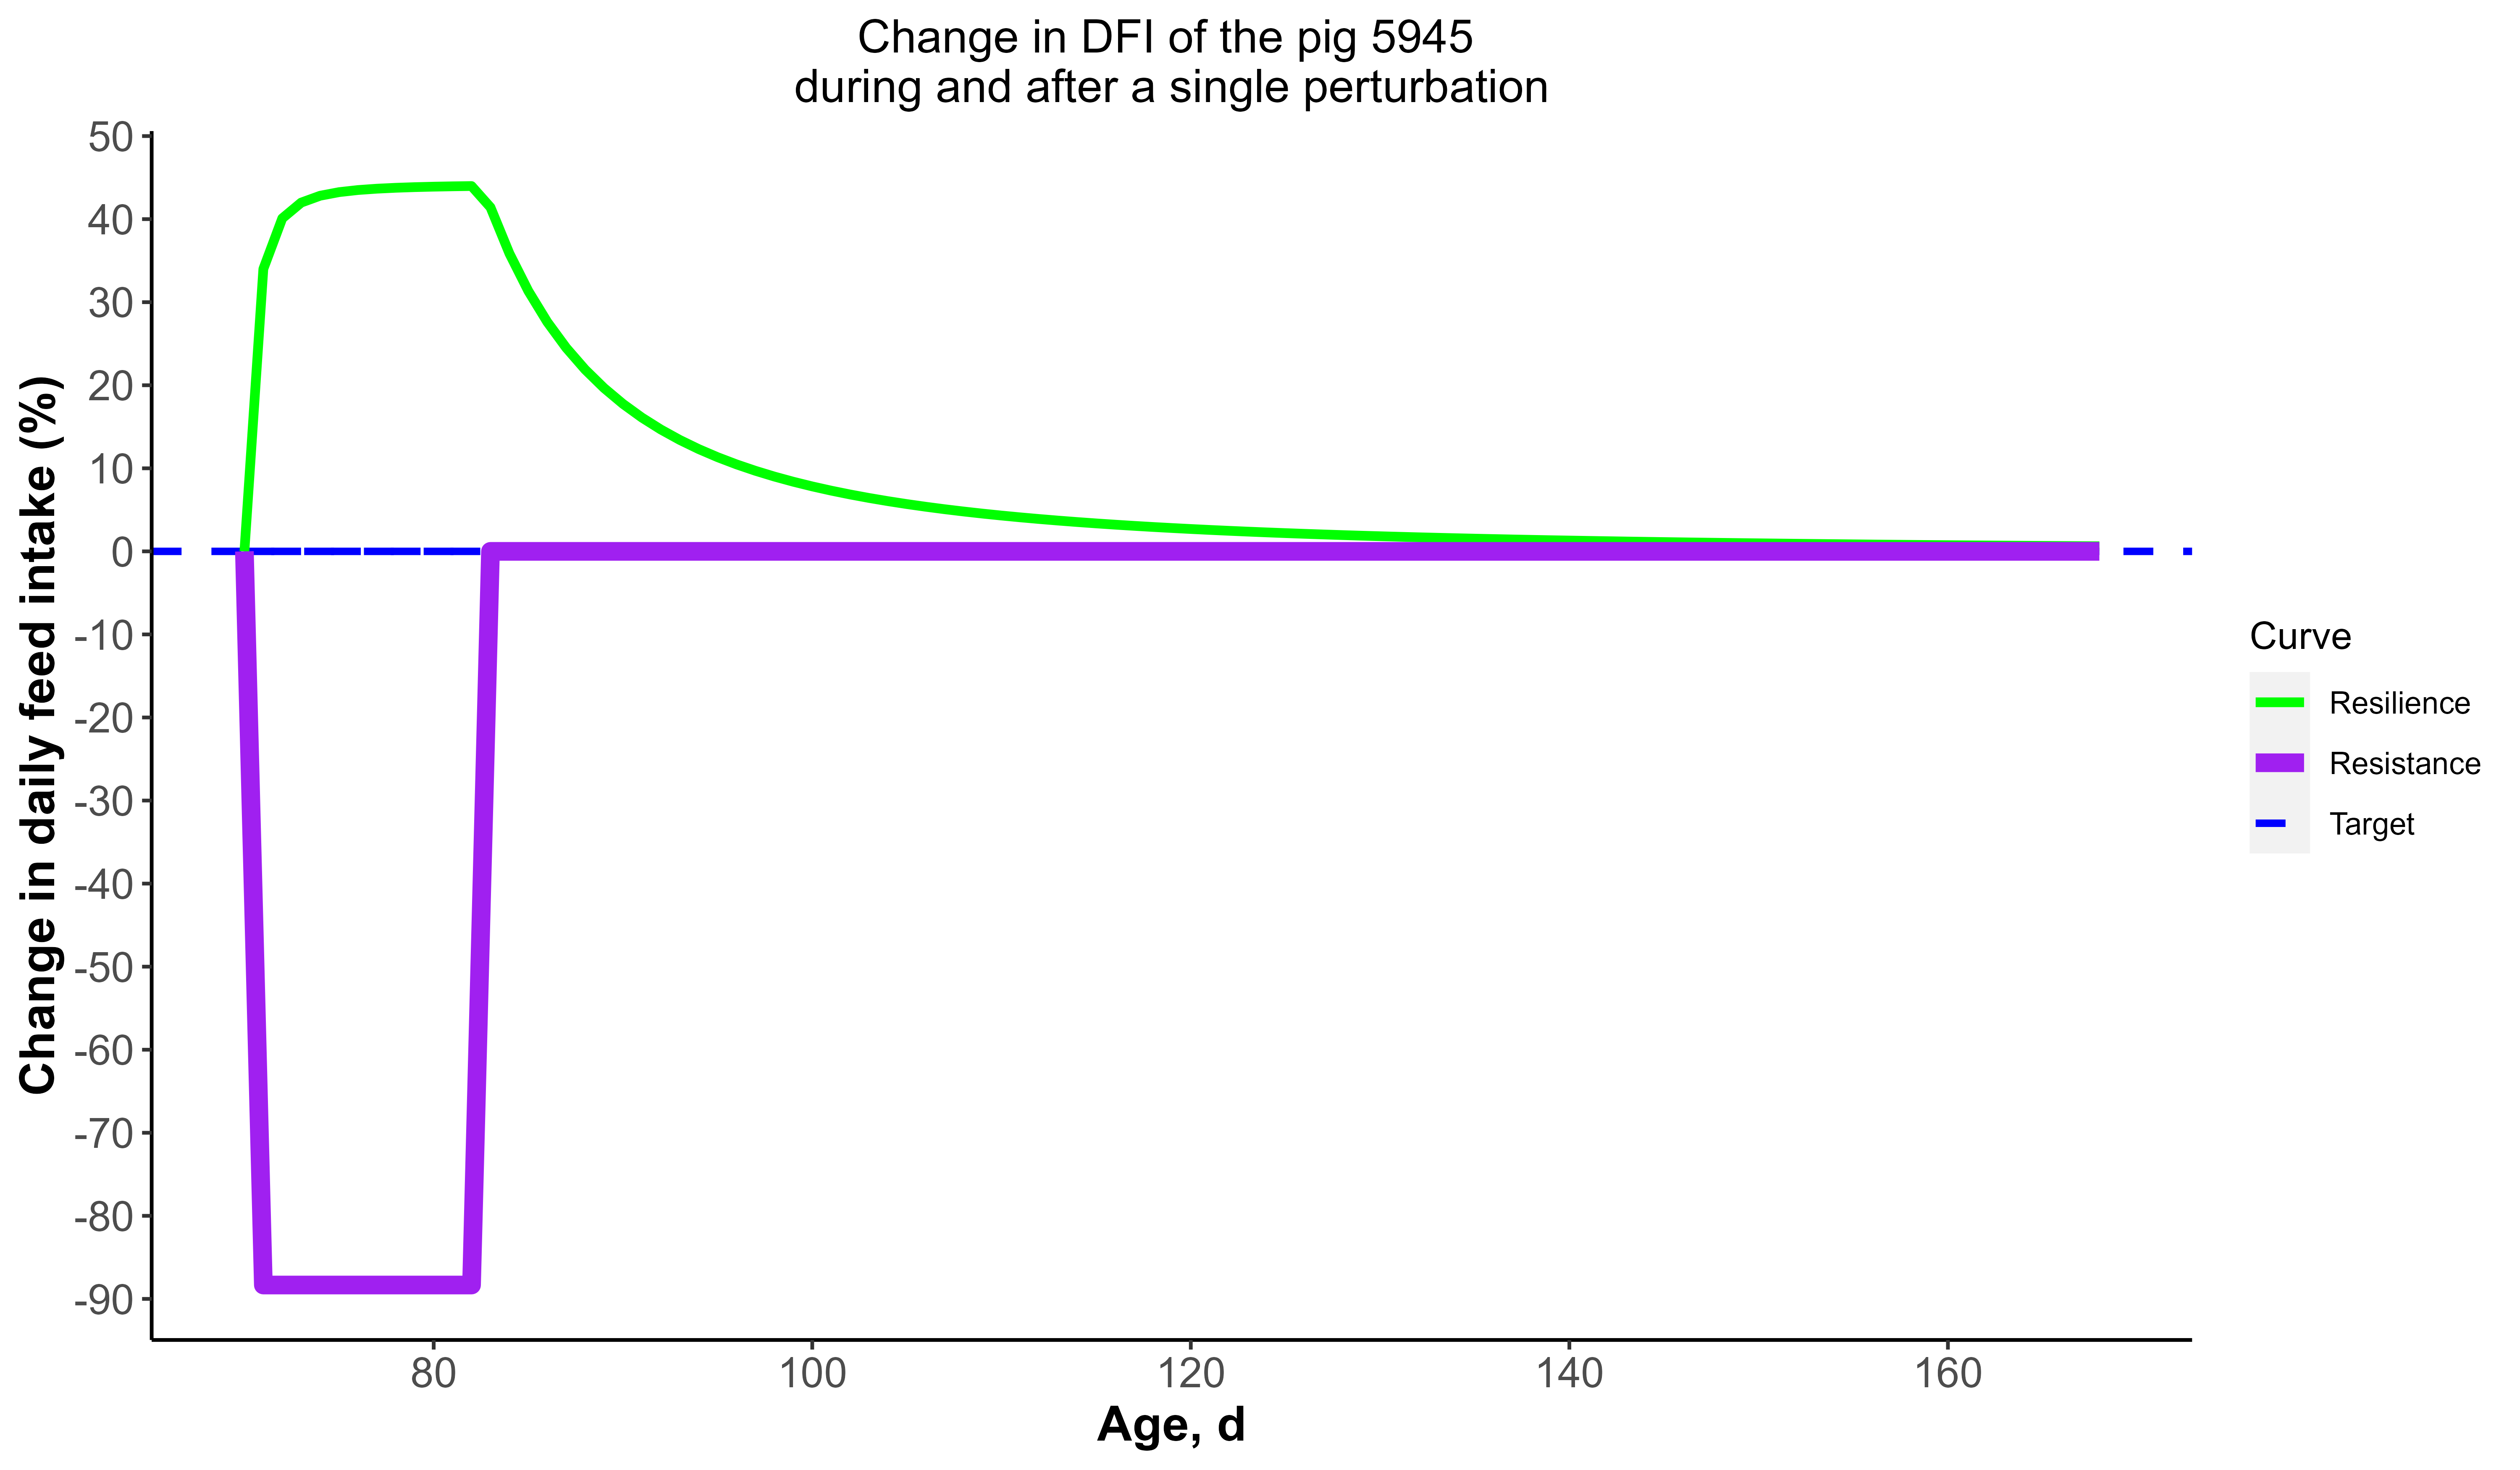 Change in DFI of the pig 5945
during and after a single perturbation
Change in daily feed intake (%)
50
40
30
20
10
0
-10
-20
-30
-40
-50
-60
-70
-80
-90
80 100 120 140 160
Age, d
Curve
Resilience
Resistance
Target